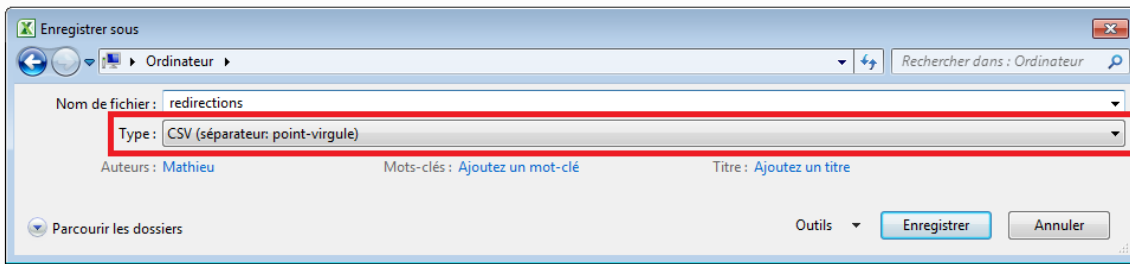 Enregistrer sous
Ordinateur
Rechercher dans : Ordinateur
Nom de fichier : redirections
Type : CSV (séparateur: point-virgule)
Auteurs : Mathieu Mots-clés : Ajoutez un mot-clé Titre : Ajoutez un titre
Parcourir les dossiers Outils Enregistrer Annuler